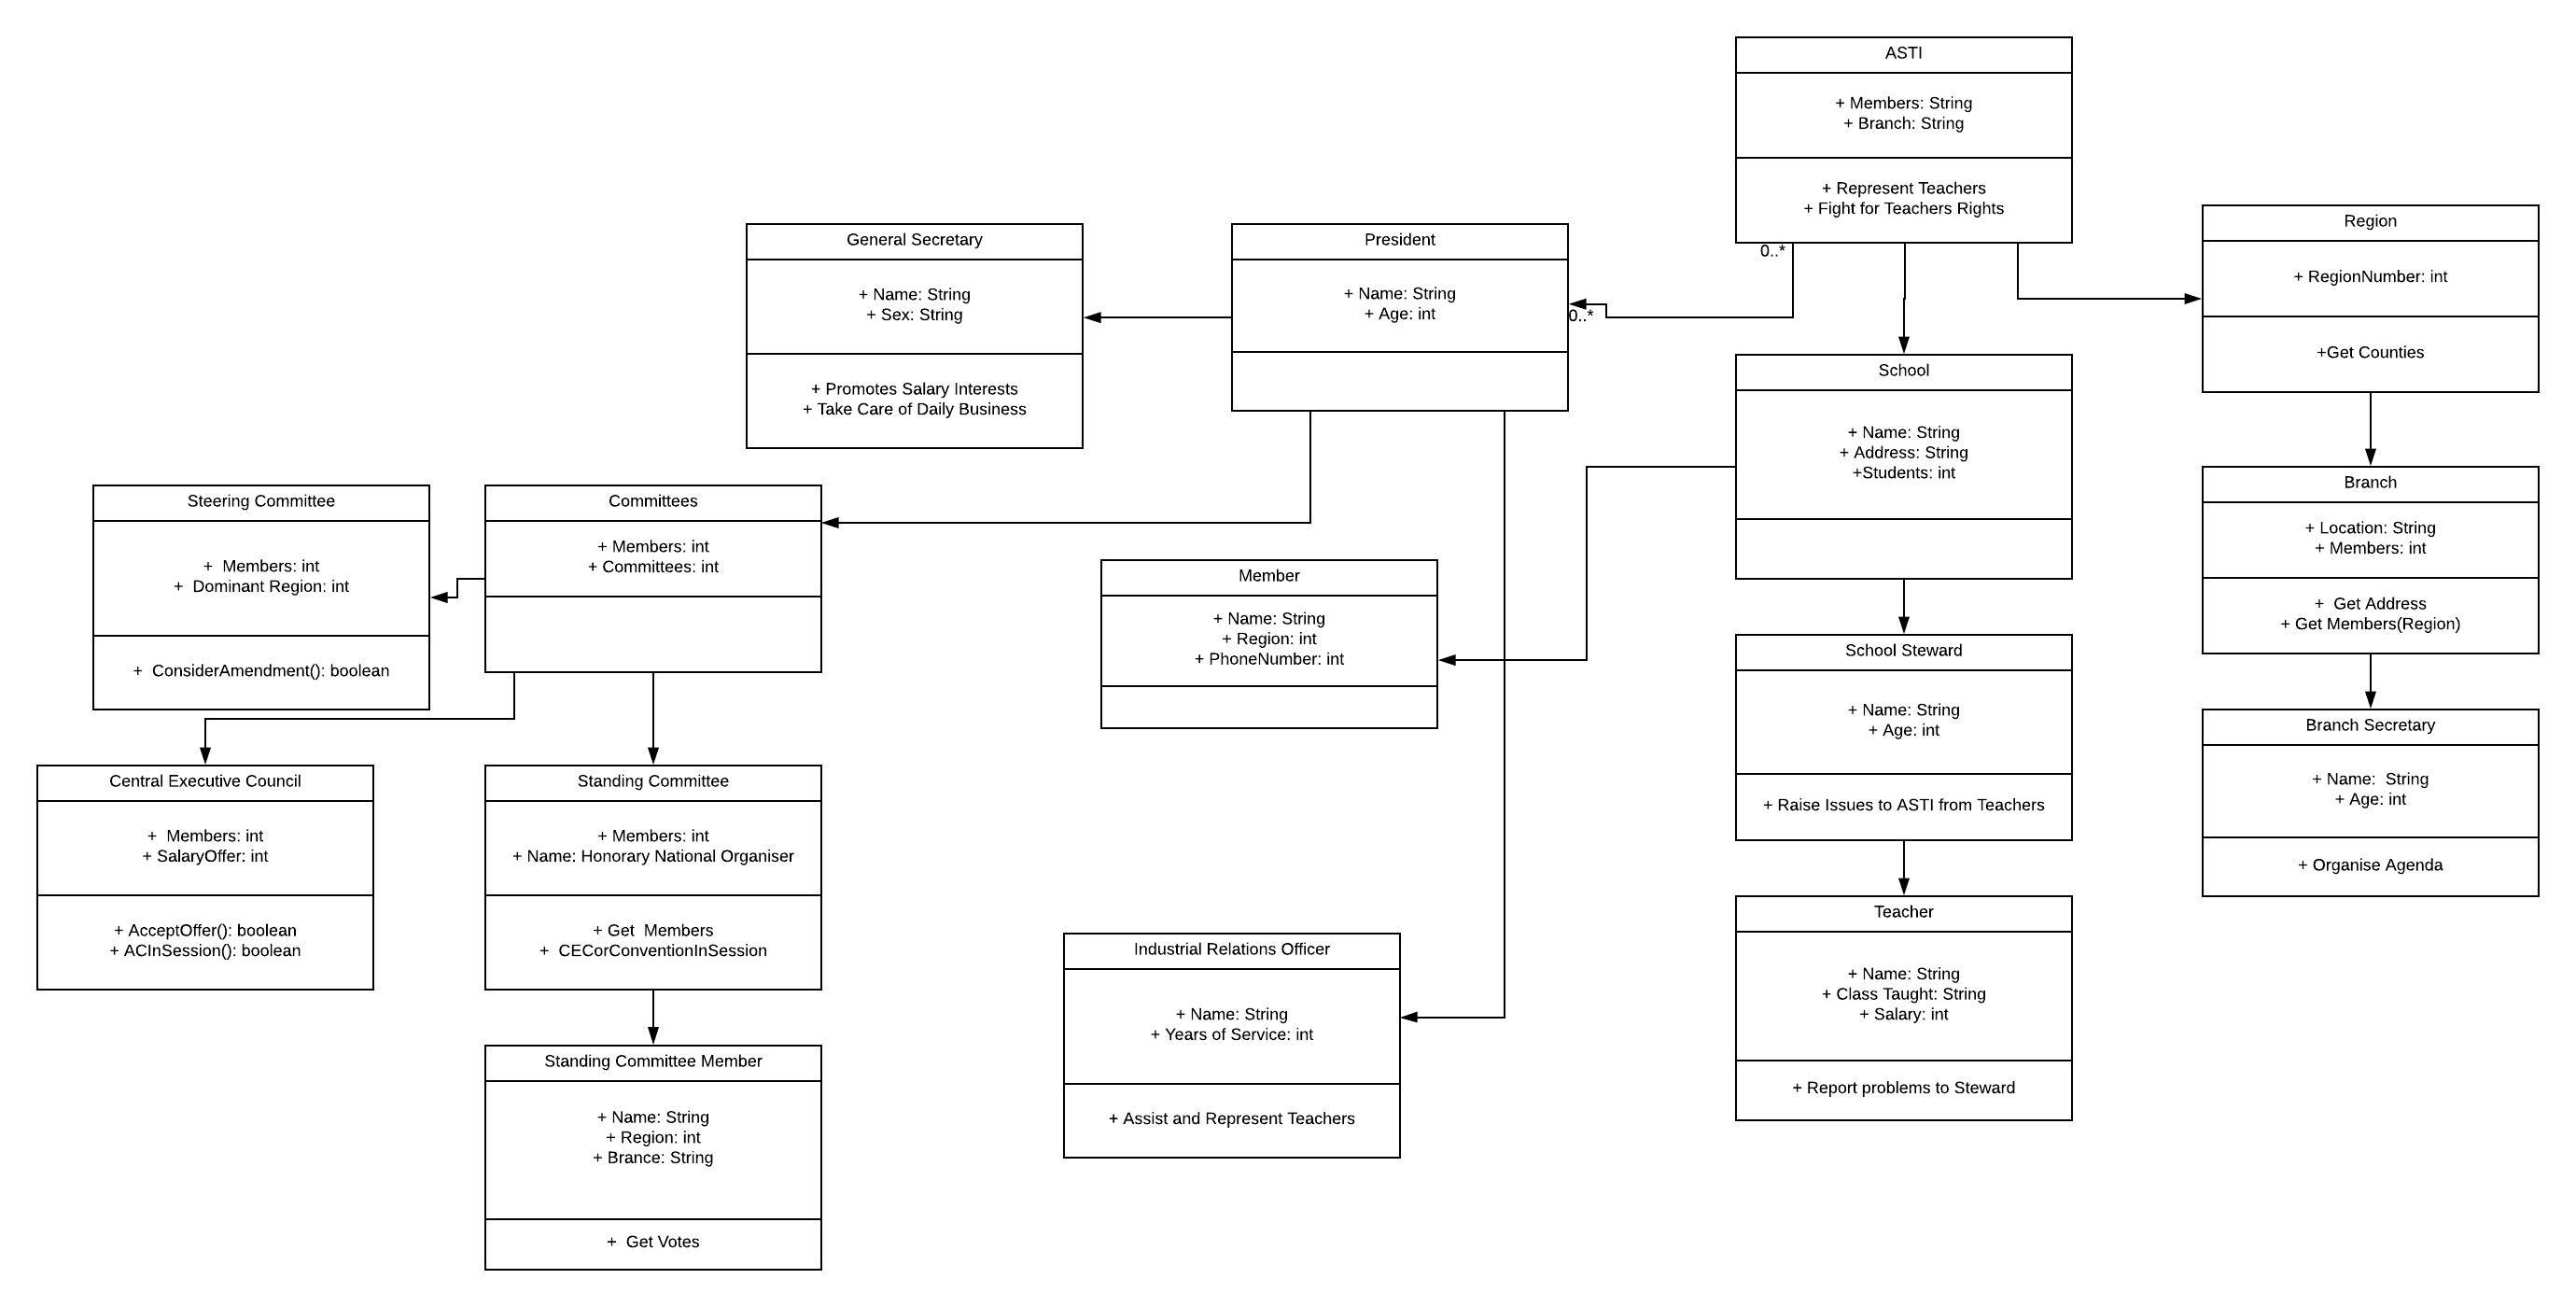 ASTI
+ Members: String
+ Branch: String
+ Represent Teachers
+ Fight for Teachers Rights
0..*
0..*
General Secretary
+ Name: String
+ Sex: String
+ Promotes Salary Interests
+ Take Care of Daily Business
President
+ Name: String
+ Age: int
Region
+ RegionNumber: int
+Get Counties
School
+ Name: String
+ Address: String
+Students: int
Steering Committee
+  Members: int
+  Dominant Region: int
+  ConsiderAmendment(): boolean
Committees
+ Members: int
+ Committees: int
Member
+ Name: String
+ Region: int
+ PhoneNumber: int
Branch
+ Location: String
+ Members: int
+  Get Address
+ Get Members(Region)
School Steward
+ Name: String
+ Age: int
+ Raise Issues to ASTI from Teachers
Branch Secretary
+ Name:  String
+ Age: int
+ Organise Agenda
Central Executive Council
+  Members: int
+ SalaryOffer: int
+ AcceptOffer(): boolean
+ ACInSession(): boolean
Standing Committee
+ Members: int
+ Name: Honorary National Organiser
+ Get  Members
+  CECorConventionInSession
Teacher
+ Name: String
+ Class Taught: String
+ Salary: int
+ Report problems to Steward
Industrial Relations Officer
+ Name: String
+ Years of Service: int
+ Assist and Represent Teachers
Standing Committee Member
+ Name: String
+ Region: int
+ Brance: String
+  Get Votes